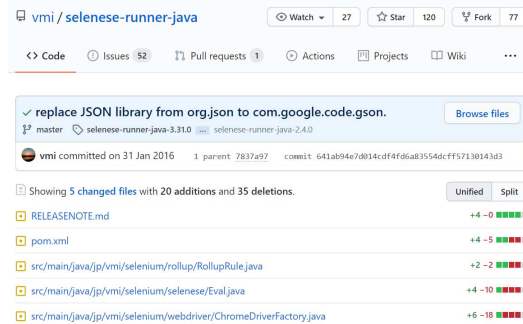 vmi / selenese-runner-java
Watch 27 Star 120 Fork 77
Code Issues 52 Pull requests 1 Actions Projects Wiki ...
replace JSON library from org.json to com.google.code.gson.
Browse files
master selenese-runner-java-3.31.0 ... selenese-runner-java-2.4.0
vmi committed on 31 Jan 2016 1 parent 7837a97 commit 641ab94e7d014cdf4fd6a83554dcff57130143d3
Showing 5 changed files with 20 additions and 35 deletions.
Unified Split
RELEASENOTE.md +4 −0
pom.xml +4 −5
src/main/java/jp/vmi/selenium/rollup/RollupRule.java +2 −2
src/main/java/jp/vmi/selenium/selenese/Eval.java +4 −10
src/main/java/jp/vmi/selenium/webdriver/ChromeDriverFactory.java +6 −18